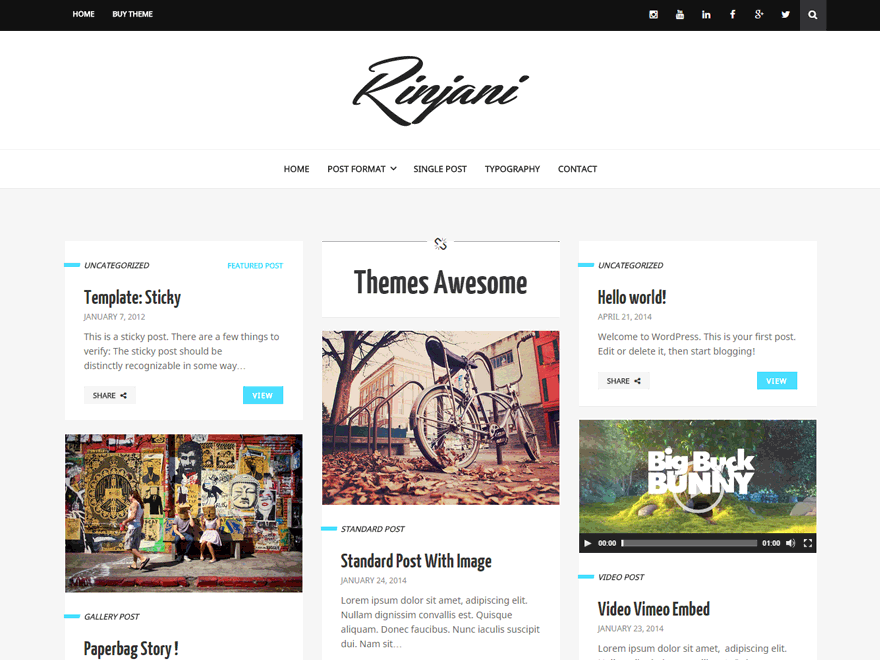 HOME BUY THEME
Rinjani
HOME POST FORMAT SINGLE POST TYPOGRAPHY CONTACT
UNCATEGORIZED FEATURED POST
Template: Sticky
JANUARY 7, 2012
This is a sticky post. There are a few things to
verify: The sticky post should be
distinctly recognizable in some way…
SHARE VIEW
GALLERY POST
Paperbag Story !
Themes Awesome
STANDARD POST
Standard Post With Image
JANUARY 24, 2014
Lorem ipsum dolor sit amet, adipiscing elit.
Nullam dignissim convallis est. Quisque
aliquam. Donec faucibus. Nunc iaculis suscipit
dui. Nam sit…
UNCATEGORIZED
Hello world!
APRIL 21, 2014
Welcome to WordPress. This is your first post.
Edit or delete it, then start blogging!
SHARE VIEW
Big Buck
BUNNY
00:00 01:00
VIDEO POST
Video Vimeo Embed
JANUARY 23, 2014
Lorem ipsum dolor sit amet, adipiscing elit.